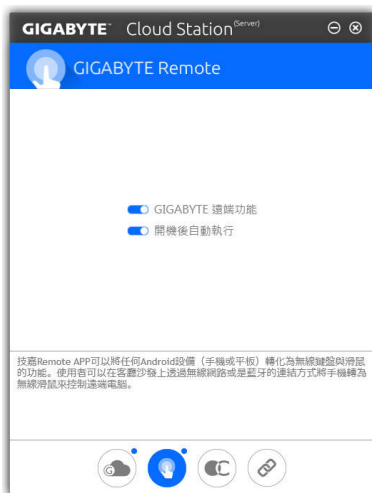 GIGABYTE™ Cloud Station(Server)
GIGABYTE Remote
GIGABYTE 遠端功能
開機後自動執行
技嘉Remote APP可以將任何Android設備（手機或平板）轉化為無線鍵盤與滑鼠
的功能。使用者可以在客廳沙發上透過無線網路或是藍牙的連結方式將手機轉為
無線滑鼠來控制遠端電腦。
G